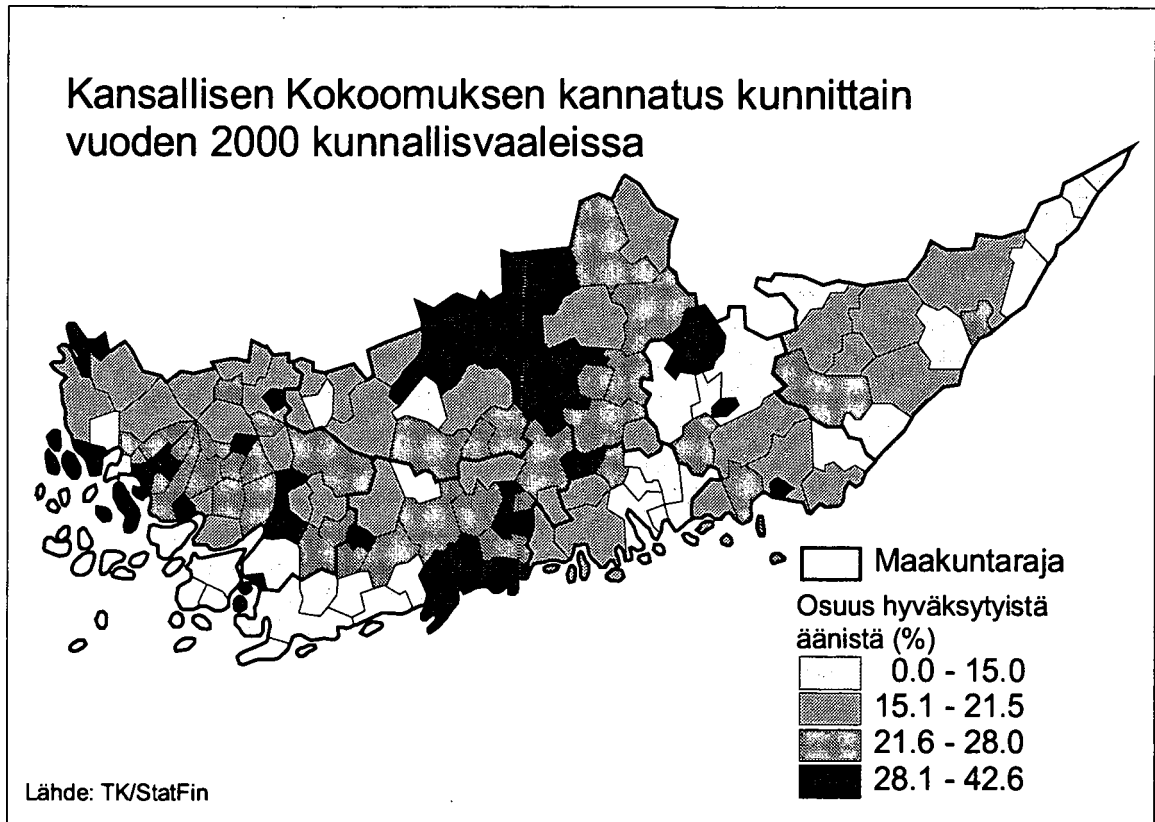 Kansallisen Kokoomuksen kannatus kunnittain
vuoden 2000 kunnallisvaaleissa
Maakuntaraja
Osuus hyväksytyistä
äänistä (%)
0.0 - 15.0
15.1 - 21.5
21.6 - 28.0
28.1 - 42.6
Lähde: TK/StatFin